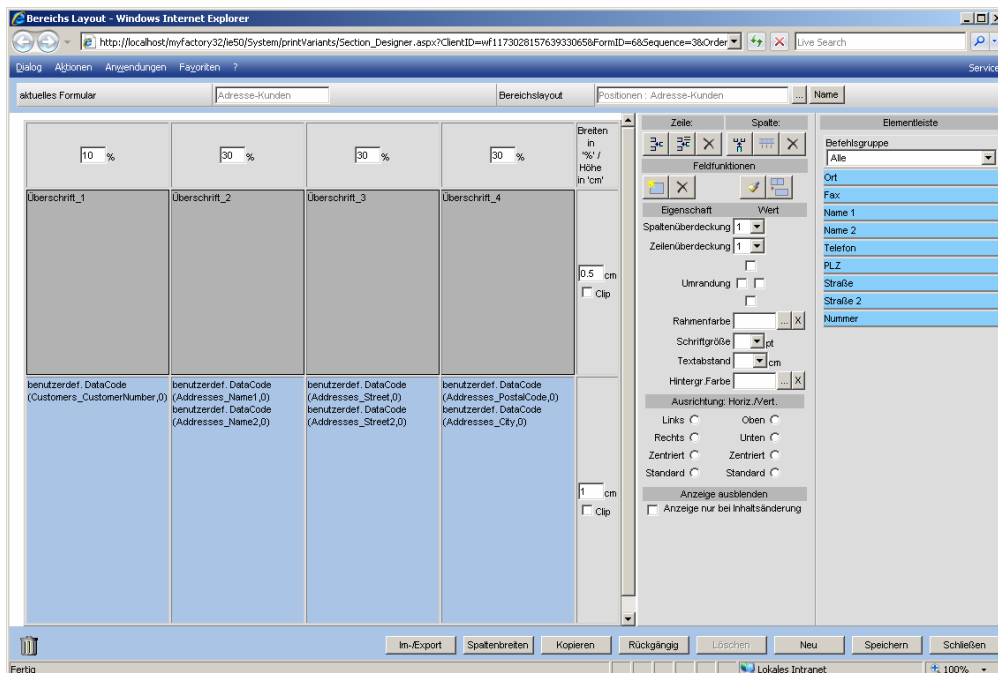 Bereichs Layout - Windows Internet Explorer
http://localhost/myfactory32/ie50/System/printVariants/Section_Designer.aspx?ClientID=wf117302815763933065&FormID=6&Sequence=3&Order
Live Search
Dialog Aktionen Anwendungen Favoriten ?
Service
aktuelles Formular Adresse-Kunden Bereichslayout Positionen : Adresse-Kunden ... Name
10 % 30 % 30 % 30 %
Breiten
in
'%' /
Höhe
in 'cm'
Überschrift_1 Überschrift_2 Überschrift_3 Überschrift_4
0.5 cm
Clip
benutzerdef. DataCode benutzerdef. DataCode benutzerdef. DataCode benutzerdef. DataCode
(Customers_CustomerNumber,0) (Addresses_Name1,0) (Addresses_Street,0) (Addresses_PostalCode,0)
benutzerdef. DataCode benutzerdef. DataCode benutzerdef. DataCode
(Addresses_Name2,0) (Addresses_Street2,0) (Addresses_City,0)
1 cm
Clip
Zeile: Spalte:
Feldfunktionen
Eigenschaft Wert
Spaltenüberdeckung 1
Zeilenüberdeckung 1
Umrandung
Rahmenfarbe ... X
Schriftgröße pt
Textabstand cm
Hintergr.Farbe ... X
Ausrichtung: Horiz./Vert.
Links Oben
Rechts Unten
Zentriert Zentriert
Standard Standard
Anzeige ausblenden
Anzeige nur bei Inhaltsänderung
Elementleiste
Befehlsgruppe
Alle
Ort
Fax
Name 1
Name 2
Telefon
PLZ
Straße
Straße 2
Nummer
Im-/Export Spaltenbreiten Kopieren Rückgängig Löschen Neu Speichern Schließen
Fertig Lokales Intranet 100%